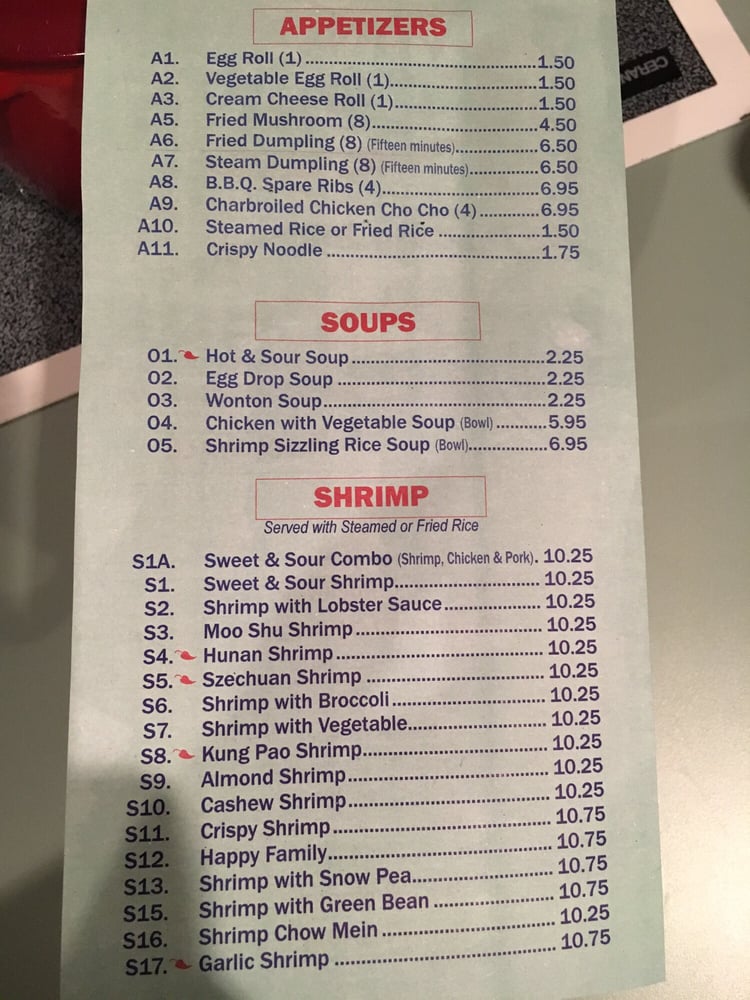 APPETIZERS
A1. Egg Roll (1) ........................................1.50
A2. Vegetable Egg Roll (1)..........................1.50
A3. Cream Cheese Roll (1)..........................1.50
A5. Fried Mushroom (8)..............................4.50
A6. Fried Dumpling (8) (Fifteen minutes)...............6.50
A7. Steam Dumpling (8) (Fifteen minutes).............6.50
A8. B.B.Q. Spare Ribs (4)............................6.95
A9. Charbroiled Chicken Cho Cho (4) ...........6.95
A10. Steamed Rice or Fried Rice ..................1.50
A11. Crispy Noodle .....................................1.75
SOUPS
01. Hot & Sour Soup ..................................2.25
02. Egg Drop Soup ....................................2.25
03. Wonton Soup.......................................2.25
04. Chicken with Vegetable Soup (Bowl) .........5.95
05. Shrimp Sizzling Rice Soup (Bowl)..............6.95
SHRIMP
Served with Steamed or Fried Rice
S1A. Sweet & Sour Combo (Shrimp, Chicken & Pork). 10.25
S1. Sweet & Sour Shrimp.......................... 10.25
S2. Shrimp with Lobster Sauce ................. 10.25
S3. Moo Shu Shrimp ................................ 10.25
S4. Hunan Shrimp ................................... 10.25
S5. Szechuan Shrimp .............................. 10.25
S6. Shrimp with Broccoli .......................... 10.25
S7. Shrimp with Vegetable....................... 10.25
S8. Kung Pao Shrimp............................... 10.25
S9. Almond Shrimp.................................. 10.25
S10. Cashew Shrimp.................................. 10.25
S11. Crispy Shrimp .................................... 10.75
S12. Happy Family..................................... 10.75
S13. Shrimp with Snow Pea....................... 10.75
S15. Shrimp with Green Bean .................... 10.75
S16. Shrimp Chow Mein ............................ 10.25
S17. Garlic Shrimp .................................... 10.75